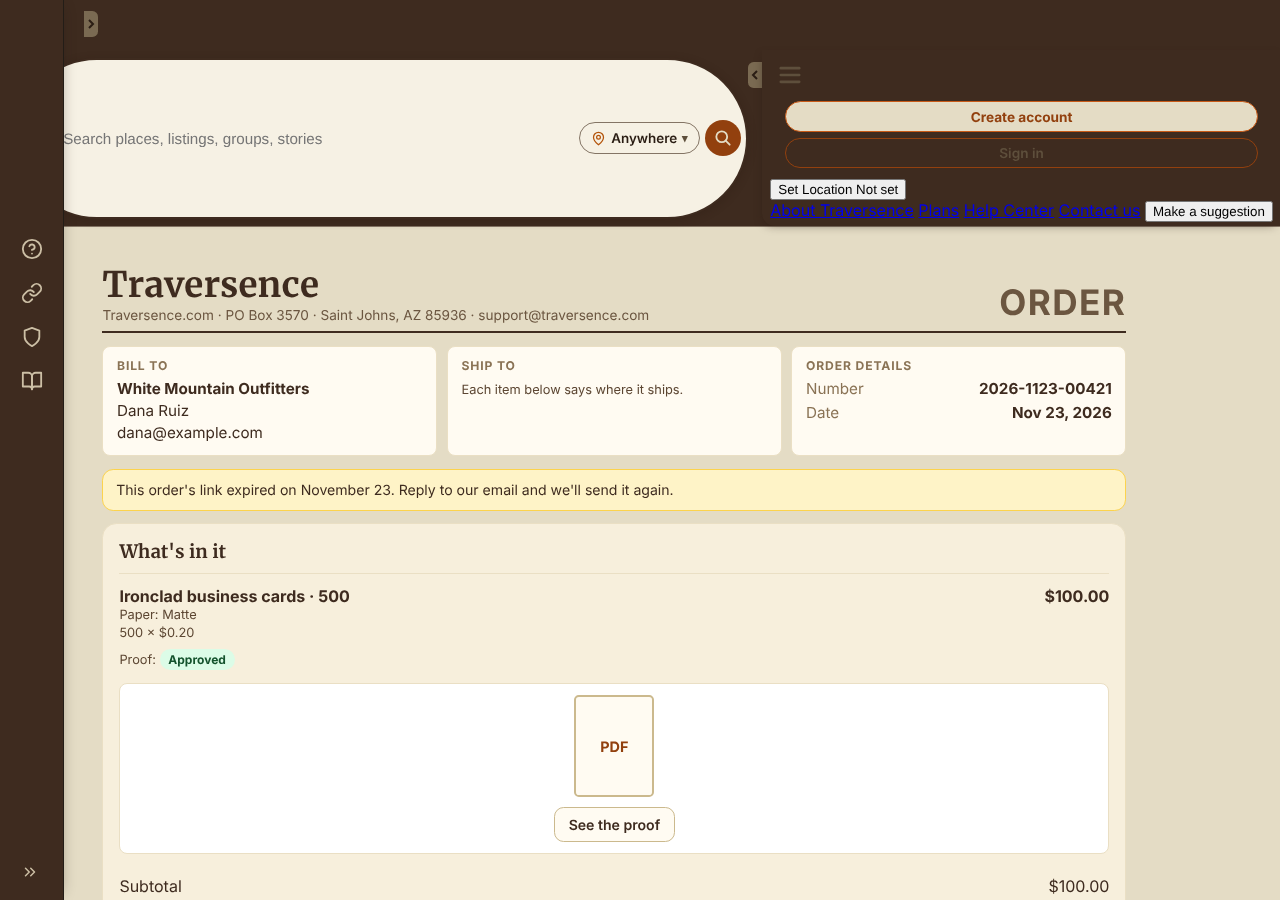 Search places, listings, groups, stories
Anywhere ▾
Create account
Sign in
Set Location Not set
About Traversence Plans Help Center Contact us Make a suggestion
Traversence
Traversence.com · PO Box 3570 · Saint Johns, AZ 85936 · support@traversence.com
ORDER
BILL TO
White Mountain Outfitters
Dana Ruiz
dana@example.com
SHIP TO
Each item below says where it ships.
ORDER DETAILS
Number 2026-1123-00421
Date Nov 23, 2026
This order's link expired on November 23. Reply to our email and we'll send it again.
What's in it
Ironclad business cards · 500 $100.00
Paper: Matte
500 × $0.20
Proof: Approved
PDF
See the proof
Subtotal $100.00